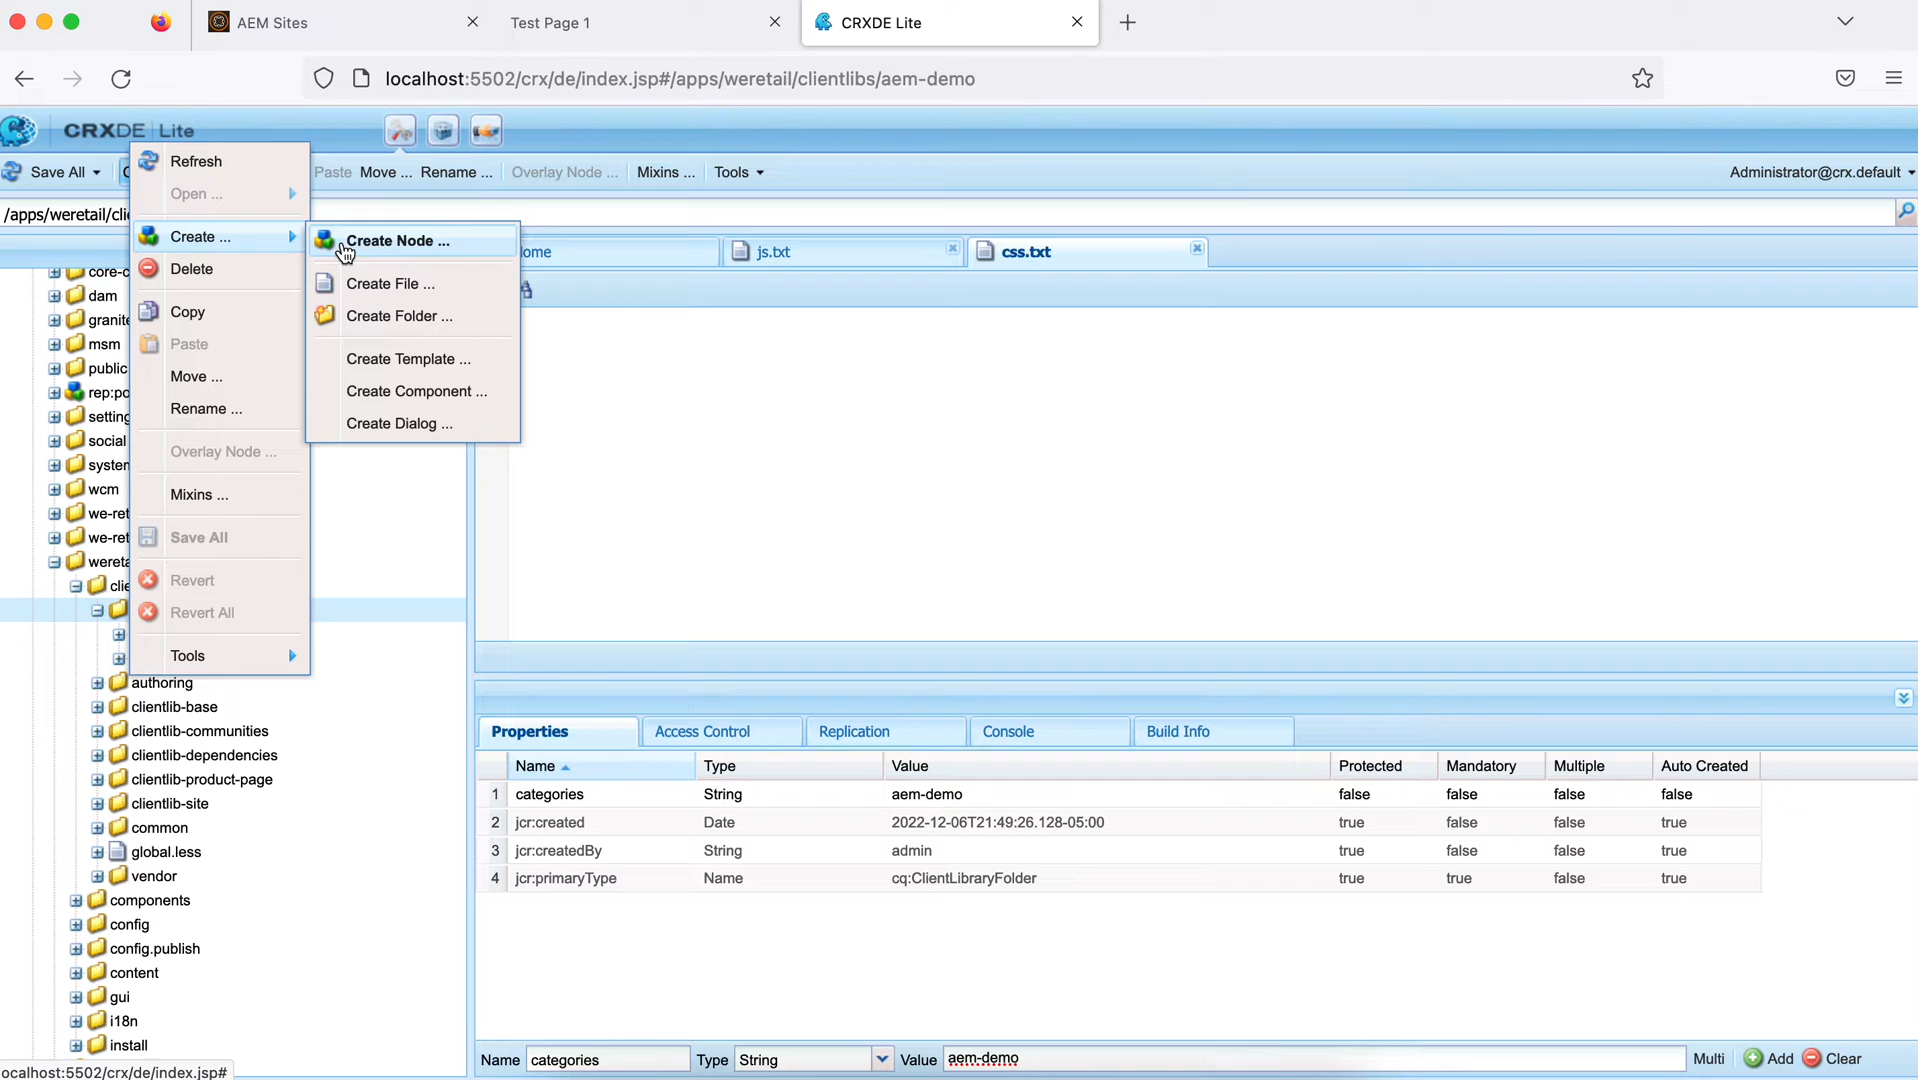 AEM Sites
Test Page 1
CRXDE Lite
localhost:5502/crx/de/index.jsp#/apps/weretail/clientlibs/aem-demo
CRXDE | Lite
Save All
Paste Move ... Rename ... Overlay Node ... Mixins ... Tools
Administrator@crx.default
/apps/weretail/cli
Refresh
Open ...
Create ...
Delete
Copy
Paste
Move ...
Rename ...
Overlay Node ...
Mixins ...
Save All
Revert
Revert All
Tools
Create Node ...
Create File ...
Create Folder ...
Create Template ...
Create Component ...
Create Dialog ...
ome
js.txt
css.txt
core-c
dam
granite
msm
public
rep:po
setting
social
system
wcm
we-ret
we-ret
wereta
clie
authoring
clientlib-base
clientlib-communities
clientlib-dependencies
clientlib-product-page
clientlib-site
common
global.less
vendor
components
config
config.publish
content
gui
i18n
install
Properties Access Control Replication Console Build Info
Name Type Value Protected Mandatory Multiple Auto Created
1 categories String aem-demo false false false false
2 jcr:created Date 2022-12-06T21:49:26.128-05:00 true false false true
3 jcr:createdBy String admin true false false true
4 jcr:primaryType Name cq:ClientLibraryFolder true true false true
Name categories Type String Value aem-demo Multi Add Clear
ocalhost:5502/crx/de/index.jsp#